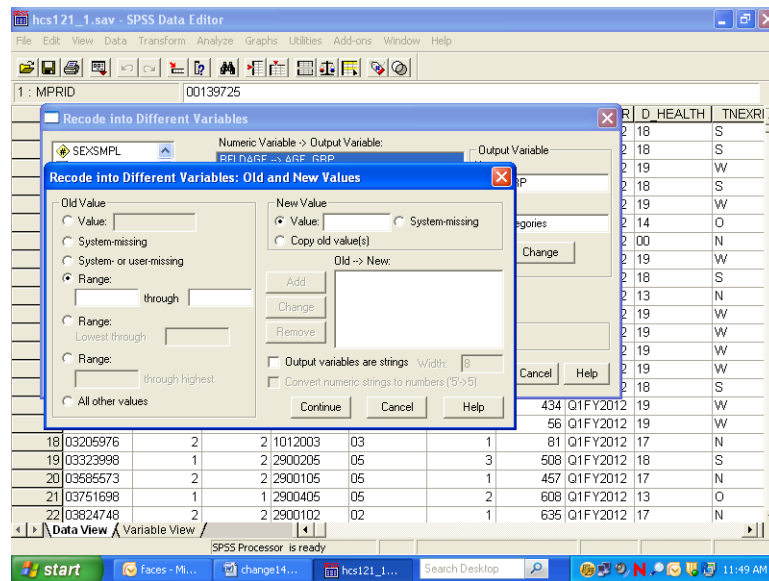 hcs121_1.sav - SPSS Data Editor
File Edit View Data Transform Analyze Graphs Utilities Add-ons Window Help
1 : MPRID 00139725
R D_HEALTH TNEXRI
Recode into Different Variables
2 18 S
SEXSMPL Numeric Variable -> Output Variable: Output Variable
2 18 S
2 19 W
Recode into Different Variables: Old and New Values
2 18 S
Old Value New Value
2 19 W
Value: Value: System-missing egories
2 14 O
System-missing Copy old value(s)
2 00 N
System- or user-missing Old --> New: Change
2 19 W
Range: Add
2 18 S
through
2 13 N
Change
Range:
2 19 W
Lowest through Remove
2 19 W
Range: Output variables are strings Width: 8
2 19 W
through highest Convert numeric strings to numbers ('5'->5) Cancel Help
2 19 W
2 18 S
All other values Continue Cancel Help
434 Q1FY2012 19 W
56 Q1FY2012 19 W
18 03205976 2 2 1012003 03 1 81 Q1FY2012 17 N
19 03323998 1 2 2900205 05 3 508 Q1FY2012 18 S
20 03585573 2 2 2900105 05 1 457 Q1FY2012 17 N
21 03751698 1 1 2900405 05 2 608 Q1FY2012 13 O
22 03824748 2 2 2900102 02 1 635 Q1FY2012 17 N
Data View Variable View
SPSS Processor is ready
start faces - Mi... change14... hcs121_1... Search Desktop 11:49 AM